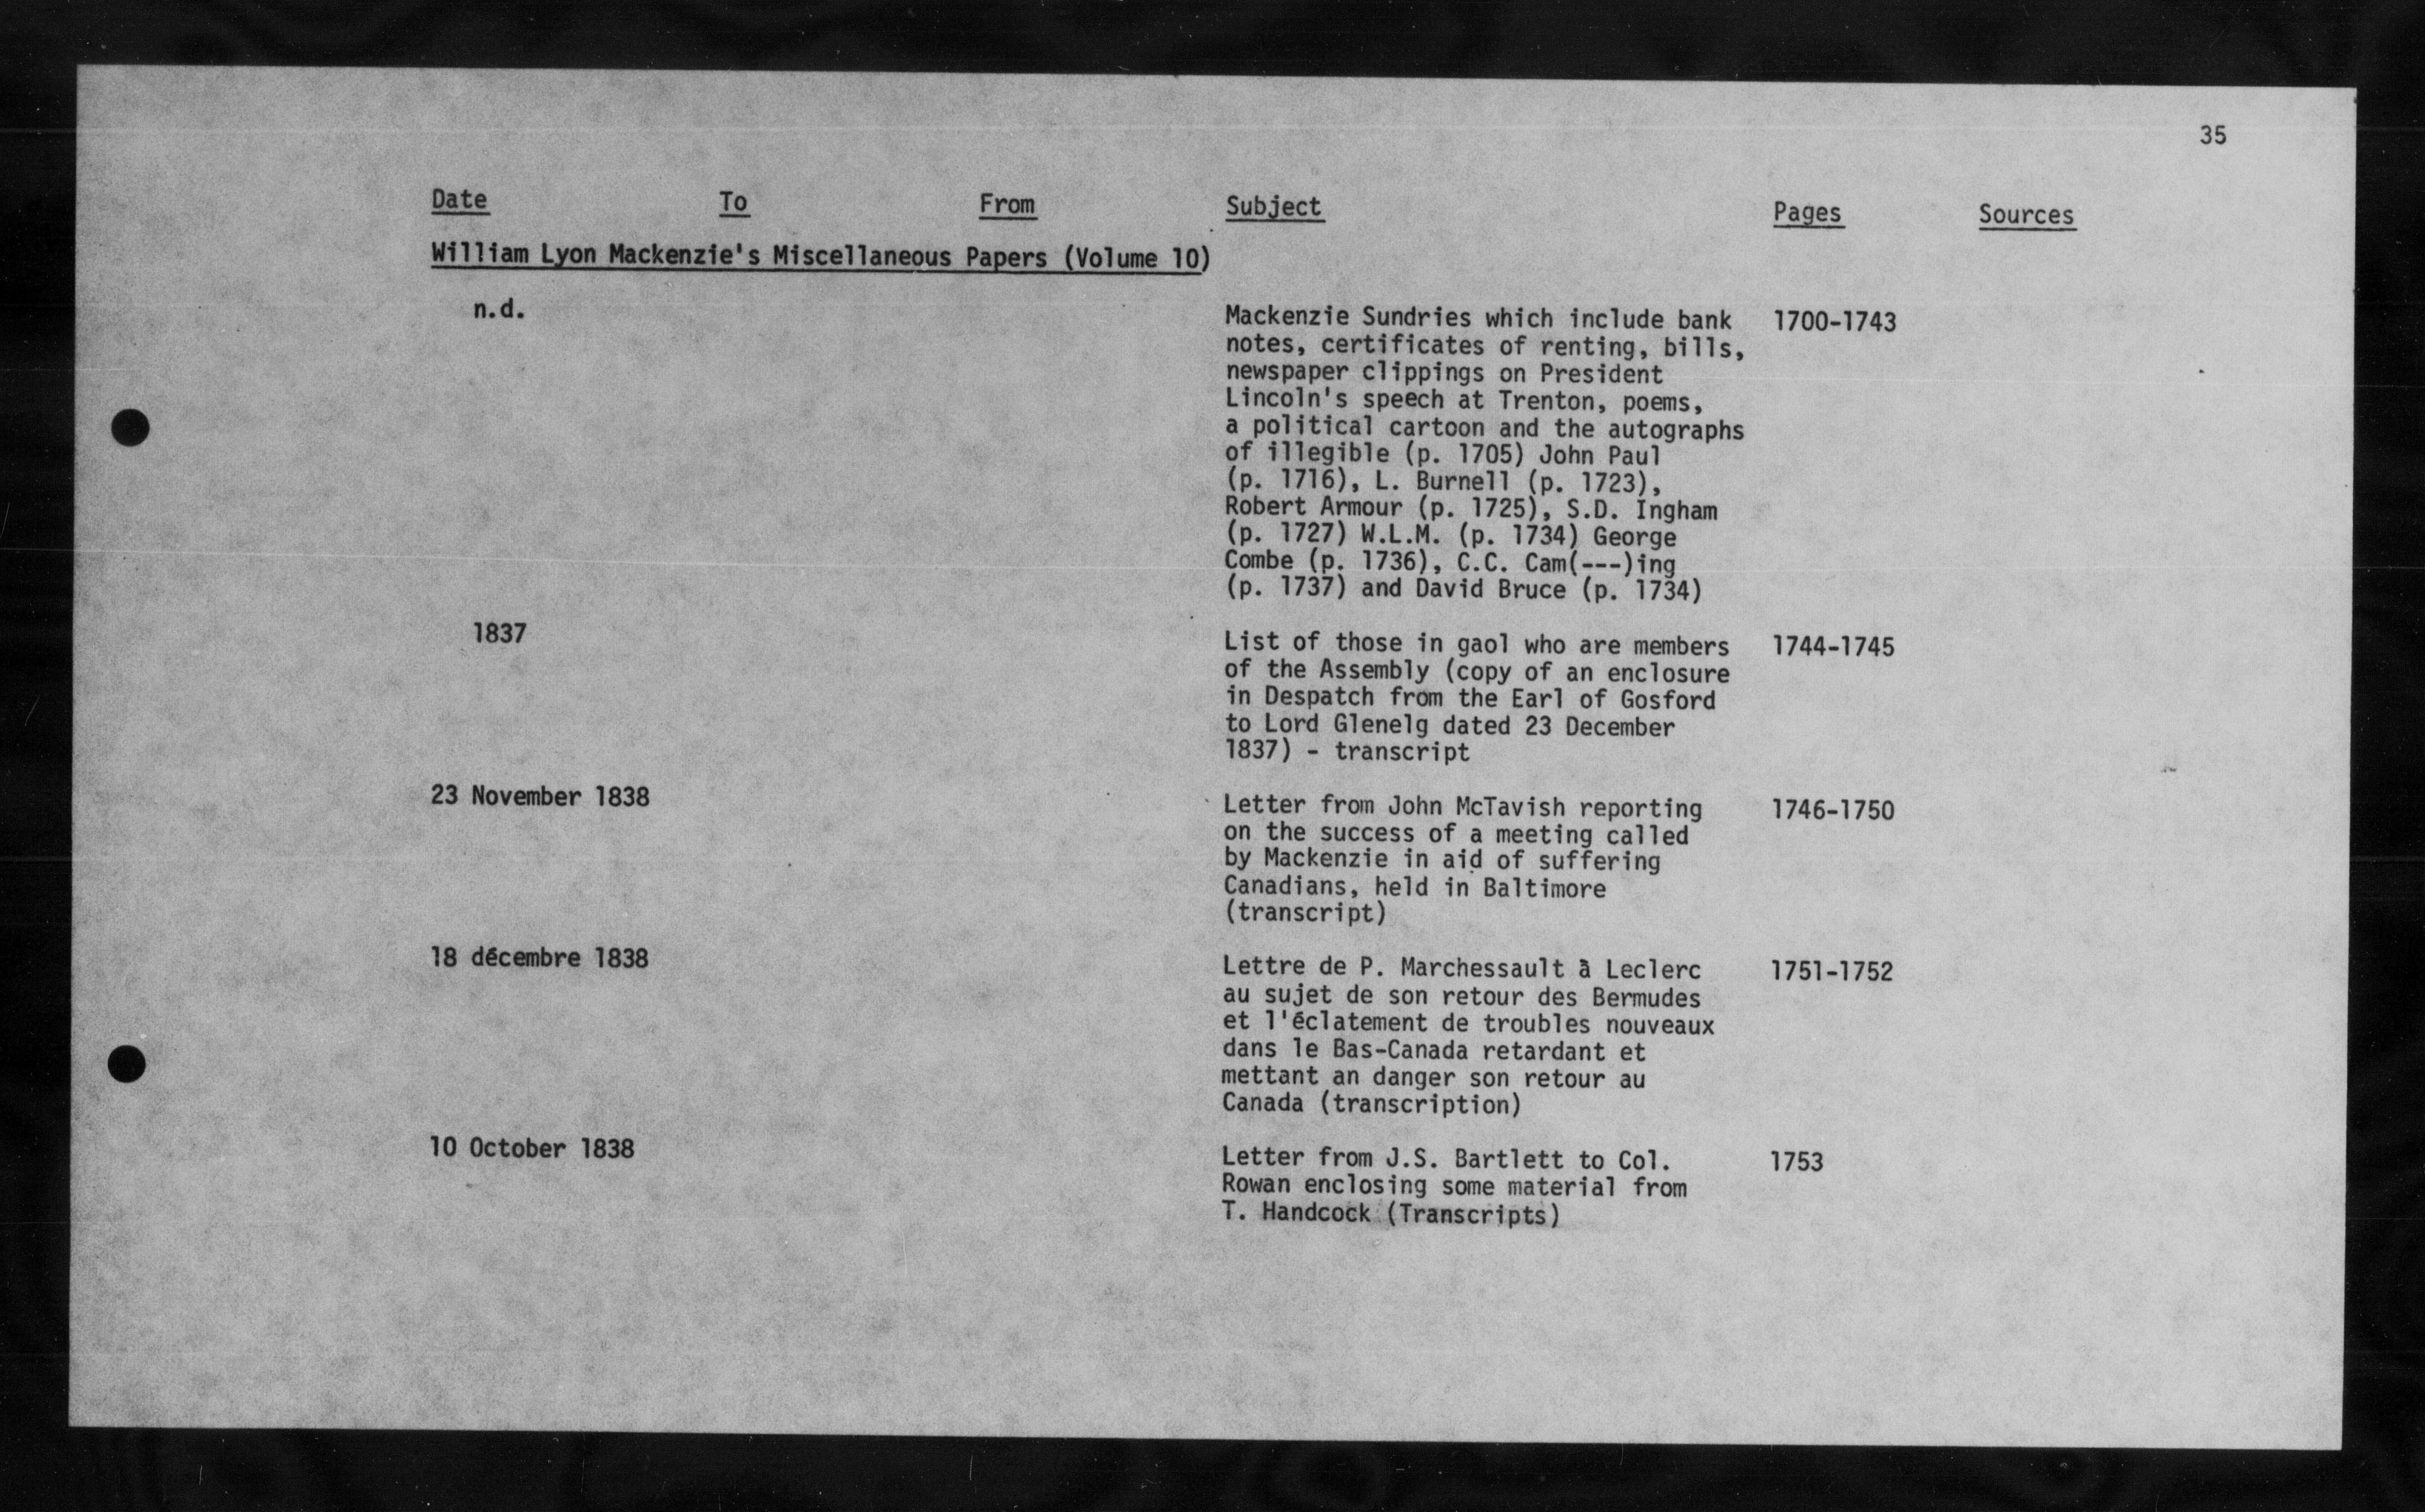 35
Date To From Subject Pages Sources
William Lyon Mackenzie's Miscellaneous Papers (Volume 10)
n.d. Mackenzie Sundries which include bank 1700-1743
notes, certificates of renting, bills,
newspaper clippings on President
Lincoln's speech at Trenton, poems,
a political cartoon and the autographs
of illegible (p. 1705) John Paul
(p. 1716), L. Burnell (p. 1723),
Robert Armour (p. 1725), S.D. Ingham
(p. 1727) W.L.M. (p. 1734) George
Combe (p. 1736), C.C. Cam(---)ing
(p. 1737) and David Bruce (p. 1734)
1837 List of those in gaol who are members 1744-1745
of the Assembly (copy of an enclosure
in Despatch from the Earl of Gosford
to Lord Glenelg dated 23 December
1837) - transcript
23 November 1838 Letter from John McTavish reporting 1746-1750
on the success of a meeting called
by Mackenzie in aid of suffering
Canadians, held in Baltimore
(transcript)
18 décembre 1838 Lettre de P. Marchessault à Leclerc 1751-1752
au sujet de son retour des Bermudes
et l'éclatement de troubles nouveaux
dans le Bas-Canada retardant et
mettant an danger son retour au
Canada (transcription)
10 October 1838 Letter from J.S. Bartlett to Col. 1753
Rowan enclosing some material from
T. Handcock (Transcripts)